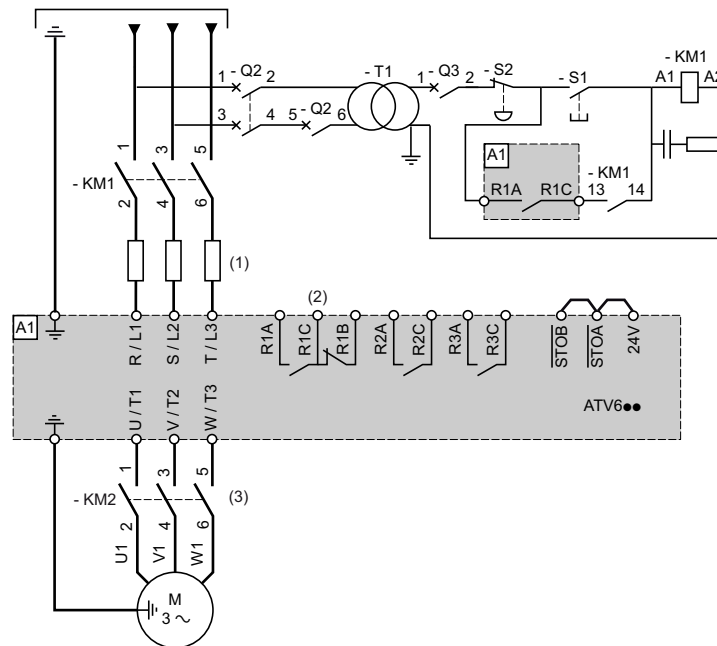 - Q2
1
2
- T1
1
- Q3
2
- S2
- S1
- KM1
A1
A2
3
4
5
- Q2
6
1
3
5
- KM1
2
4
6
A1
R1A
R1C
- KM1
13
14
(1)
(2)
A1
R / L1
S / L2
T / L3
R1A
R1C
R1B
R2A
R2C
R3A
R3C
STOB
STOA
24V
U / T1
V / T2
W / T3
ATV6●●
1
3
5
- KM2
(3)
2
4
6
U1
V1
W1
M
3 ~